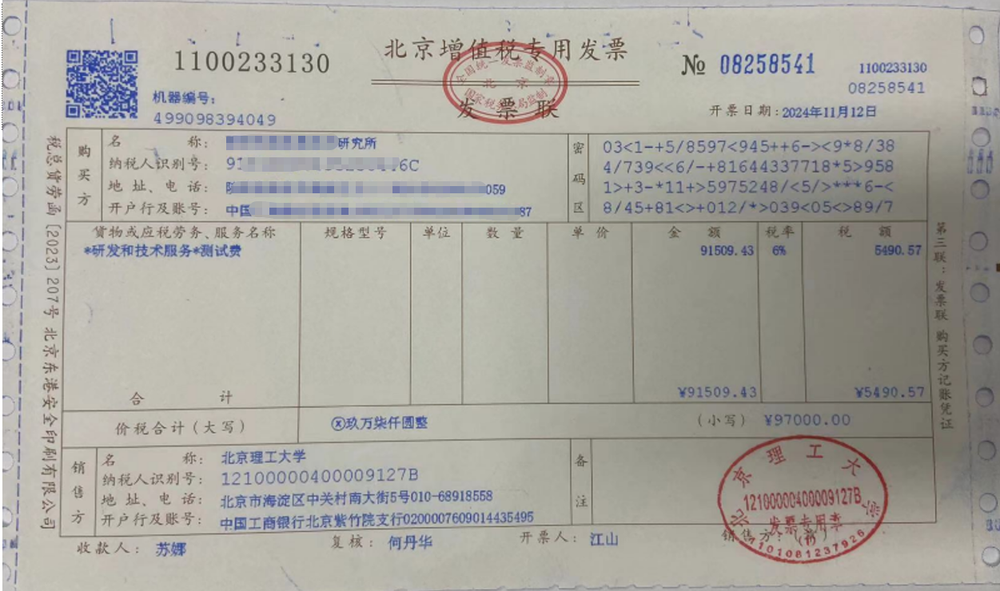 北京增值税专用发票
1100233130
№ 08258541
1100233130
08258541
全国统一发票监制章
北京
国家税务总局监制
发票联
机器编号:
499098394049
开票日期:2024年11月12日
税总货劳函〔2023〕207号 北京东港安全印刷有限公司
购买方
名称: 研究所
纳税人识别号: 91 6C
地址、电话: 059
开户行及账号: 中国 87
密码区
03<1-+5/8597<945++6-><9*8/38
4/739<<6/-+81644337718*5>958
1>+3-*11+>5975248/<5/>***6-<
8/45+81<>+012/*>039<05<>89/7
货物或应税劳务、服务名称 规格型号 单位 数量 单价 金额 税率 税额
*研发和技术服务*测试费 91509.43 6% 5490.57
合计 ¥91509.43 ¥5490.57
价税合计(大写) ⓧ玖万柒仟圆整 (小写) ¥97000.00
第三联:发票联 购买方记账凭证
销售方
名称: 北京理工大学
纳税人识别号: 12100000400009127B
地址、电话: 北京市海淀区中关村南大街5号010-68918558
开户行及账号: 中国工商银行北京紫竹院支行0200007609014435495
备注
北京理工大学
12100000400009127B
发票专用章
1101081237926
收款人: 苏娜 复核: 何丹华 开票人: 江山 销售方:(章)